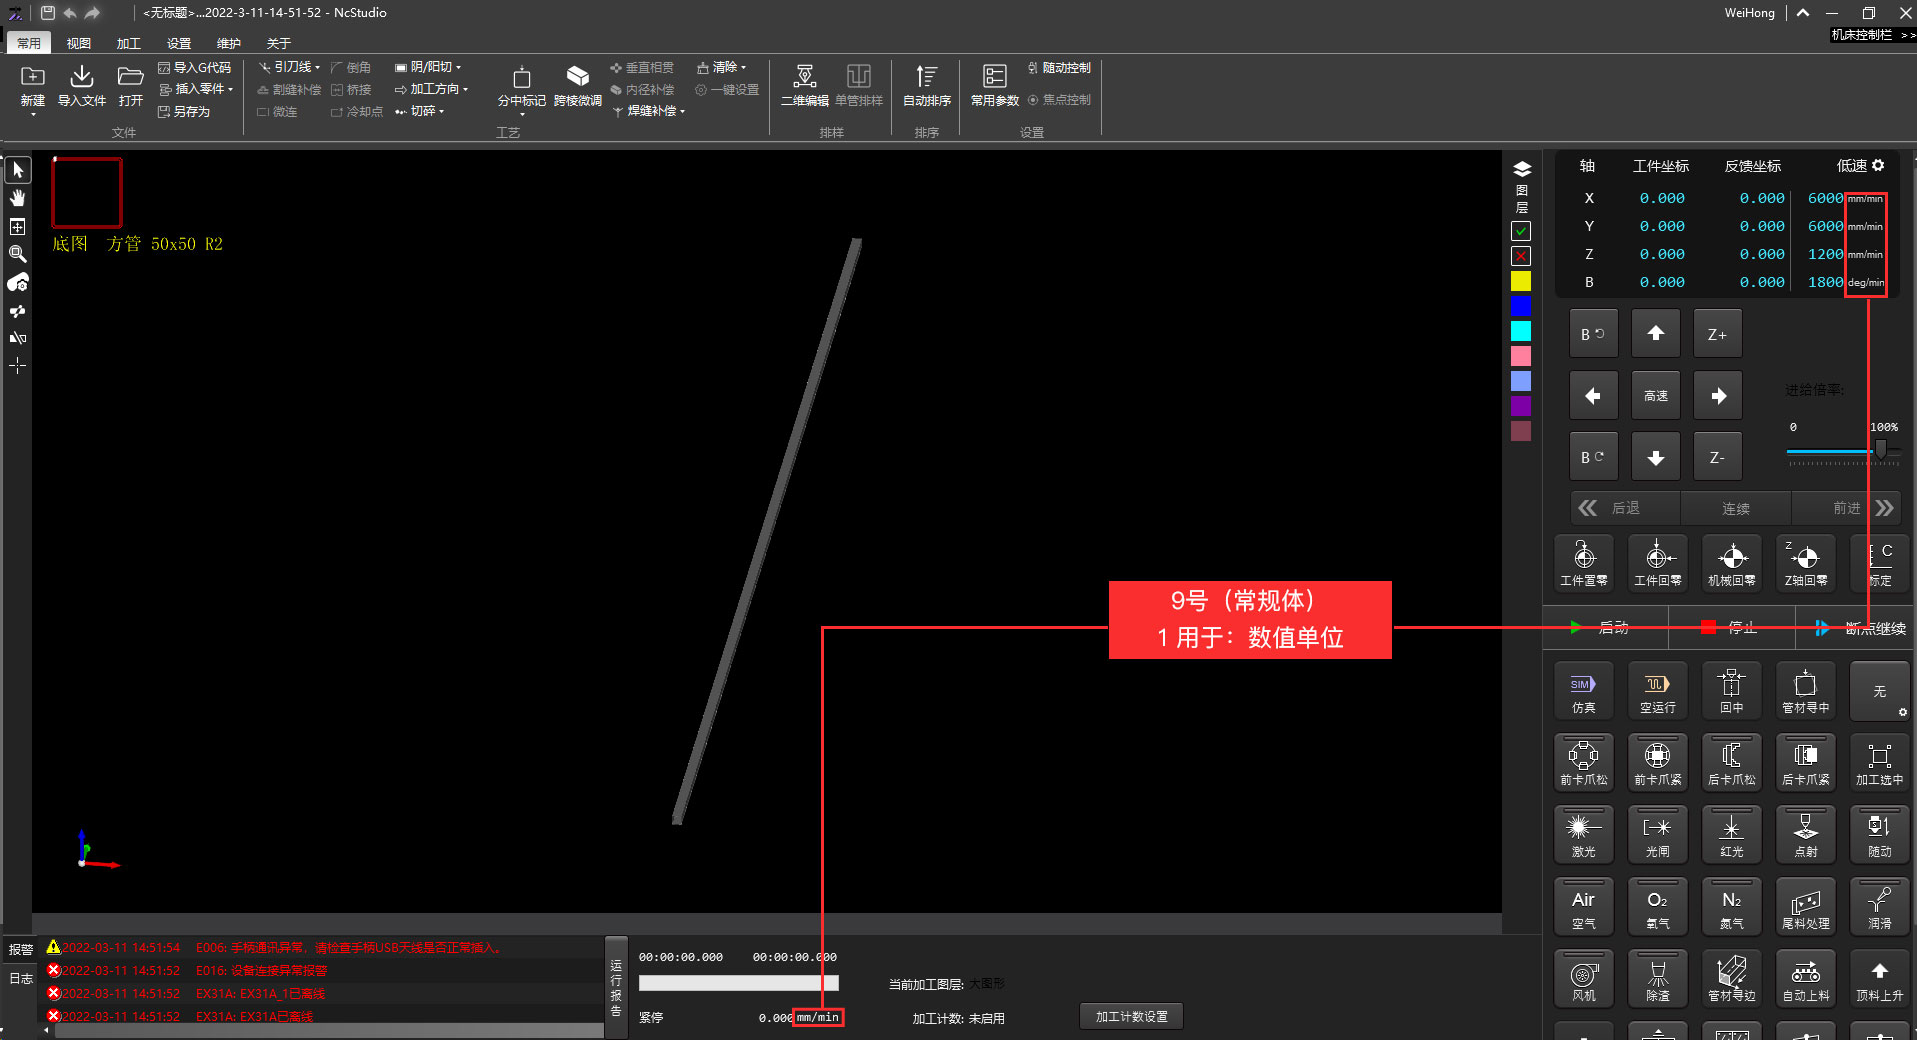 <无标题>...2022-3-11-14-51-52 - NcStudio
WeiHong
常用 视图 加工 设置 维护 关于
机床控制栏 >>
新建 导入文件 打开
导入G代码
插入零件
另存为
文件
引刀线 倒角 阴/阳切
割缝补偿 桥接 加工方向
微连 冷却点 切碎
分中标记 跨棱微调
垂直相贯 清除
内径补偿 一键设置
焊缝补偿
工艺
二维编辑 单管排样
排样
自动排序
排序
常用参数
随动控制
焦点控制
设置
底图 方管 50x50 R2
图层
轴 工件坐标 反馈坐标 低速
X 0.000 0.000 6000 mm/min
Y 0.000 0.000 6000 mm/min
Z 0.000 0.000 1200 mm/min
B 0.000 0.000 1800 deg/min
B Z+
高速
B Z-
进给倍率:
0 100%
后退 连续 前进
工件置零 工件回零 机械回零 Z Z轴回零 C 标定
9号（常规体）
1 用于：数值单位
启动 停止 断点继续
SIM 仿真 空运行 回中 管材寻中 无
前卡爪松 前卡爪紧 后卡爪松 后卡爪紧 加工选中
激光 光闸 红光 点射 S 随动
Air 空气 O₂ 氧气 N₂ 氮气 尾料处理 润滑
风机 除渣 管材寻边 自动上料 顶料上升
报警
日志
2022-03-11 14:51:54 E006: 手柄通讯异常，请检查手柄USB天线是否正常插入。
2022-03-11 14:51:52 E016: 设备连接异常报警
2022-03-11 14:51:52 EX31A: EX31A_1已离线
2022-03-11 14:51:52 EX31A: EX31A已离线
运行报告
00:00:00.000 00:00:00.000
当前加工图层: 大图形
紧停 0.000 mm/min
加工计数: 未启用
加工计数设置